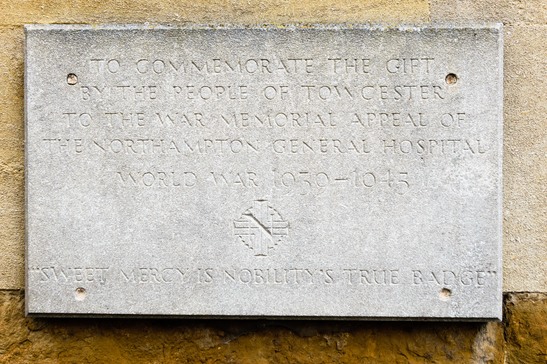 TO COMMEMORATE THE GIFT
BY THE PEOPLE OF TOWCESTER
TO THE WAR MEMORIAL APPEAL OF
THE NORTHAMPTON GENERAL HOSPITAL
WORLD WAR 1939–1945
"SWEET MERCY IS NOBILITY'S TRUE BADGE"